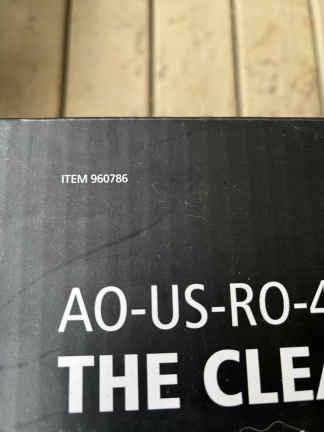 ITEM 960786
AO-US-RO-4
THE CLEA